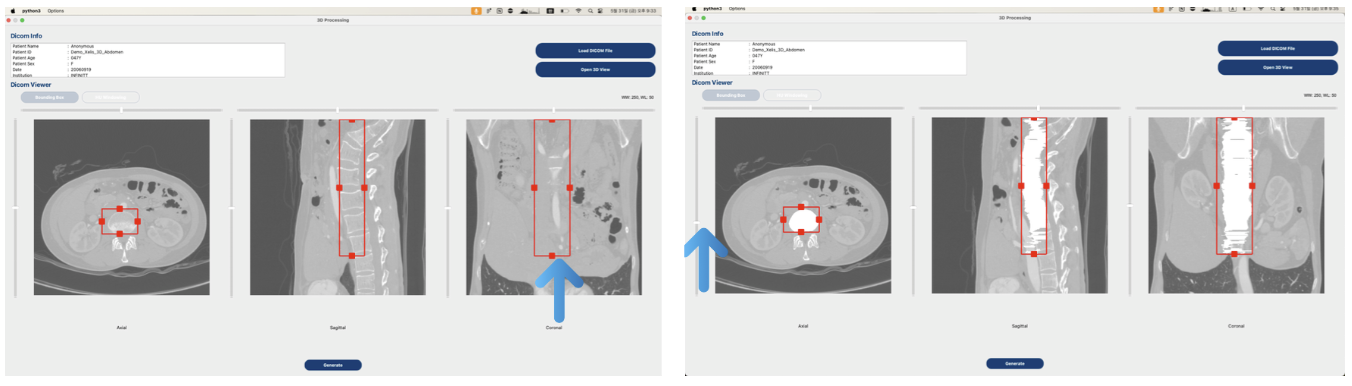 python3 Options
3D Processing
Dicom Info
Patient Name : Anonymous
Patient ID : Demo_Xelis_3D_Abdomen
Patient Age : 047Y
Patient Sex : F
Date : 20060919
Institution : INFINITT
Load DICOM File
Open 3D View
Dicom Viewer
Bounding Box
WW: 250, WL: 50
Axial
Sagittal
Coronal
Generate
python3 Options
3D Processing
Dicom Info
Patient Name : Anonymous
Patient ID : Demo_Xelis_3D_Abdomen
Patient Age : 047Y
Patient Sex : F
Date : 20060919
Institution : INFINITT
Load DICOM File
Open 3D View
Dicom Viewer
Bounding Box
WW: 250, WL: 50
Axial
Sagittal
Coronal
Generate